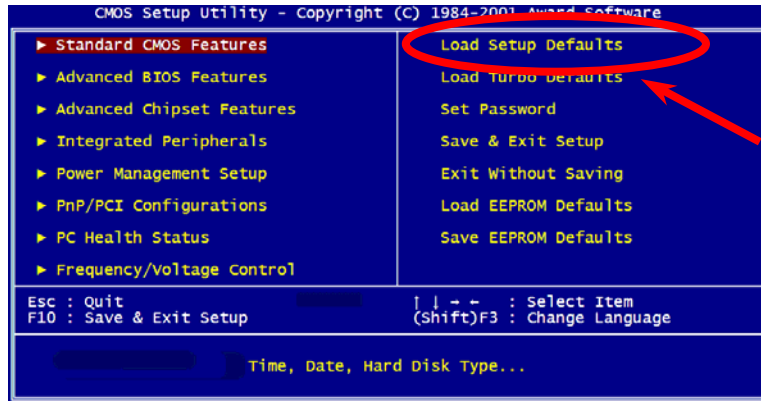 CMOS Setup Utility - Copyright (C) 1984-2001 Award Software
► Standard CMOS Features
► Advanced BIOS Features
► Advanced Chipset Features
► Integrated Peripherals
► Power Management Setup
► PnP/PCI Configurations
► PC Health Status
► Frequency/Voltage Control
Load Setup Defaults
Load Turbo Defaults
Set Password
Save & Exit Setup
Exit Without Saving
Load EEPROM Defaults
Save EEPROM Defaults
Esc : Quit
F10 : Save & Exit Setup
↑ ↓ → ← : Select Item
(Shift)F3 : Change Language
Time, Date, Hard Disk Type...